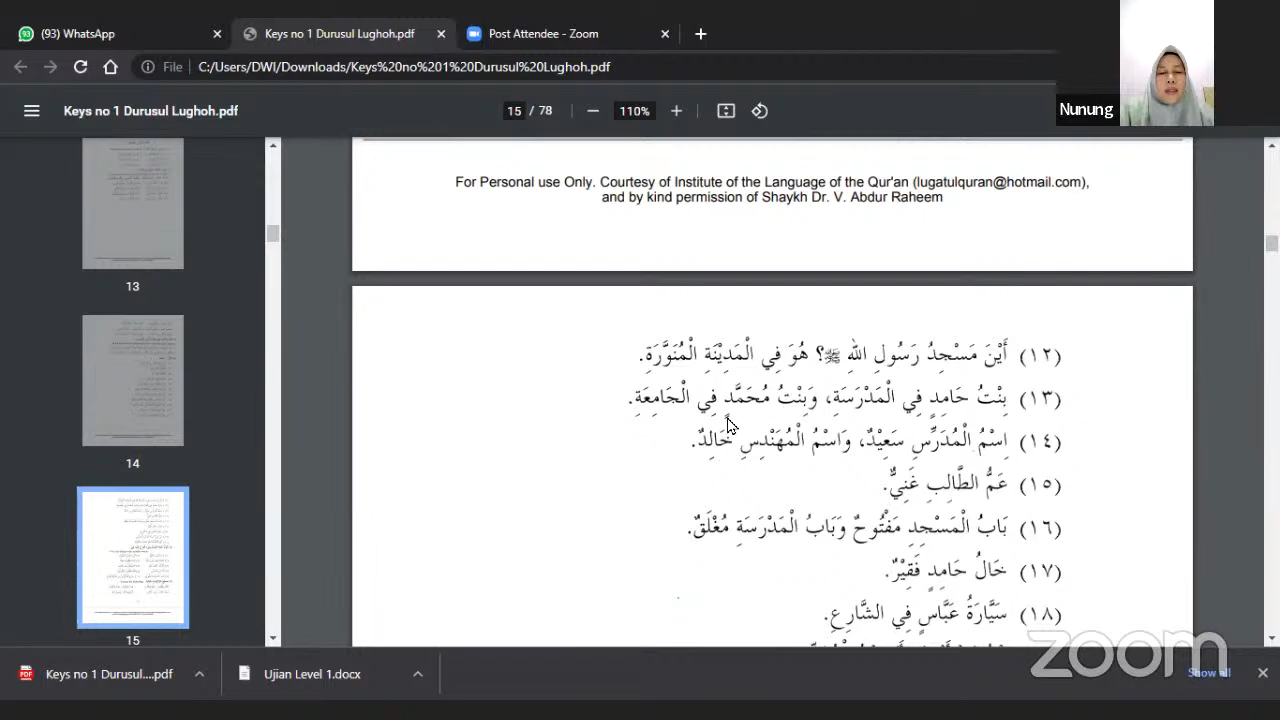 (93) WhatsApp
Keys no 1 Durusul Lughoh.pdf
Post Attendee - Zoom
File
C:/Users/DWI/Downloads/Keys%20no%201%20Durusul%20Lughoh.pdf
Keys no 1 Durusul Lughoh.pdf
15 / 78
110%
Nunung
For Personal use Only. Courtesy of Institute of the Language of the Qur'an (lugatulquran@hotmail.com),
and by kind permission of Shaykh Dr. V. Abdur Raheem
13
14
15
(١٢) أَيْنَ مَسْجِدُ رَسُولِ اللهِ ﷺ؟ هُوَ فِي الْمَدِيْنَةِ الْمُنَوَّرَةِ.
(١٣) بِنْتُ حَامِدٍ فِي الْمَدْرَسَةِ، وَبِنْتُ مُحَمَّدٍ فِي الْجَامِعَةِ.
(١٤) اِسْمُ الْمُدَرِّسِ سَعِيْدٌ، وَاسْمُ الْمُهَنْدِسِ خَالِدٌ.
(١٥) عَمُّ الطَّالِبِ غَنِيٌّ.
(١٦) بَابُ الْمَسْجِدِ مَفْتُوحٌ وَبَابُ الْمَدْرَسَةِ مُغْلَقٌ.
(١٧) خَالُ حَامِدٍ فَقِيْرٌ.
(١٨) سَيَّارَةُ عَبَّاسٍ فِي الشَّارِعِ.
zoom
Keys no 1 Durusul....pdf
Ujian Level 1.docx
Show all